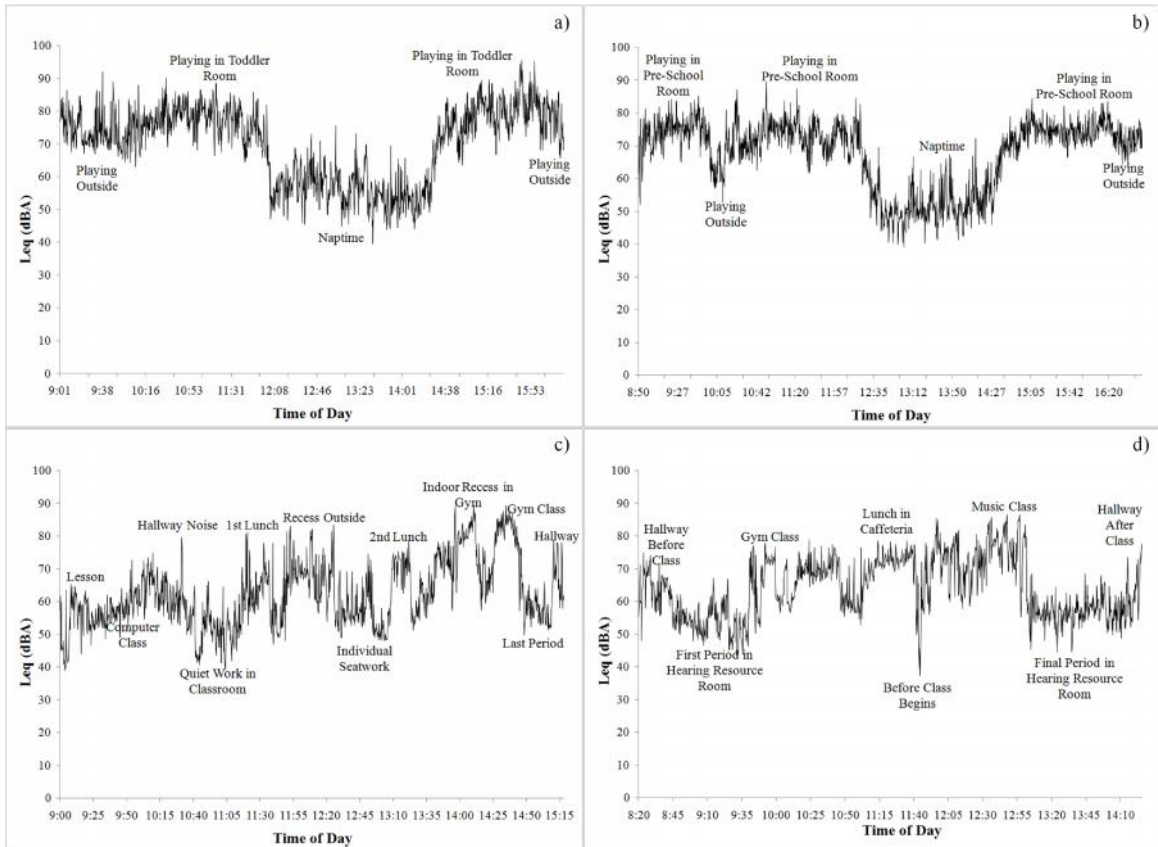 a)
100
90
80
70
60
50
40
30
20
10
0
Leq (dBA)
Playing in Toddler
Room
Playing in Toddler
Room
Playing
Outside
Naptime
Playing
Outside
9:01 9:38 10:16 10:53 11:31 12:08 12:46 13:23 14:01 14:38 15:16 15:53
Time of Day
b)
100
90
80
70
60
50
40
30
20
10
0
Leq (dBA)
Playing in
Pre-School
Room
Playing in
Pre-School Room
Playing in
Pre-School Room
Naptime
Playing
Outside
Playing
Outside
8:50 9:27 10:05 10:42 11:20 11:57 12:35 13:12 13:50 14:27 15:05 15:42 16:20
Time of Day
c)
100
90
80
70
60
50
40
30
20
10
0
Leq (dBA)
Indoor Recess in
Gym
Gym Class
Hallway Noise
1st Lunch
Recess Outside
2nd Lunch
Hallway
Lesson
Computer
Class
Quiet Work in
Classroom
Individual
Seatwork
Last Period
9:00 9:25 9:50 10:15 10:40 11:05 11:30 11:55 12:20 12:45 13:10 13:35 14:00 14:25 14:50 15:15
Time of Day
d)
100
90
80
70
60
50
40
30
20
10
0
Leq (dBA)
Hallway
Before
Class
Gym Class
Lunch in
Caffeteria
Music Class
Hallway
After
Class
First Period in
Hearing Resource
Room
Before Class
Begins
Final Period in
Hearing Resource
Room
8:20 8:45 9:10 9:35 10:00 10:25 10:50 11:15 11:40 12:05 12:30 12:55 13:20 13:45 14:10
Time of Day